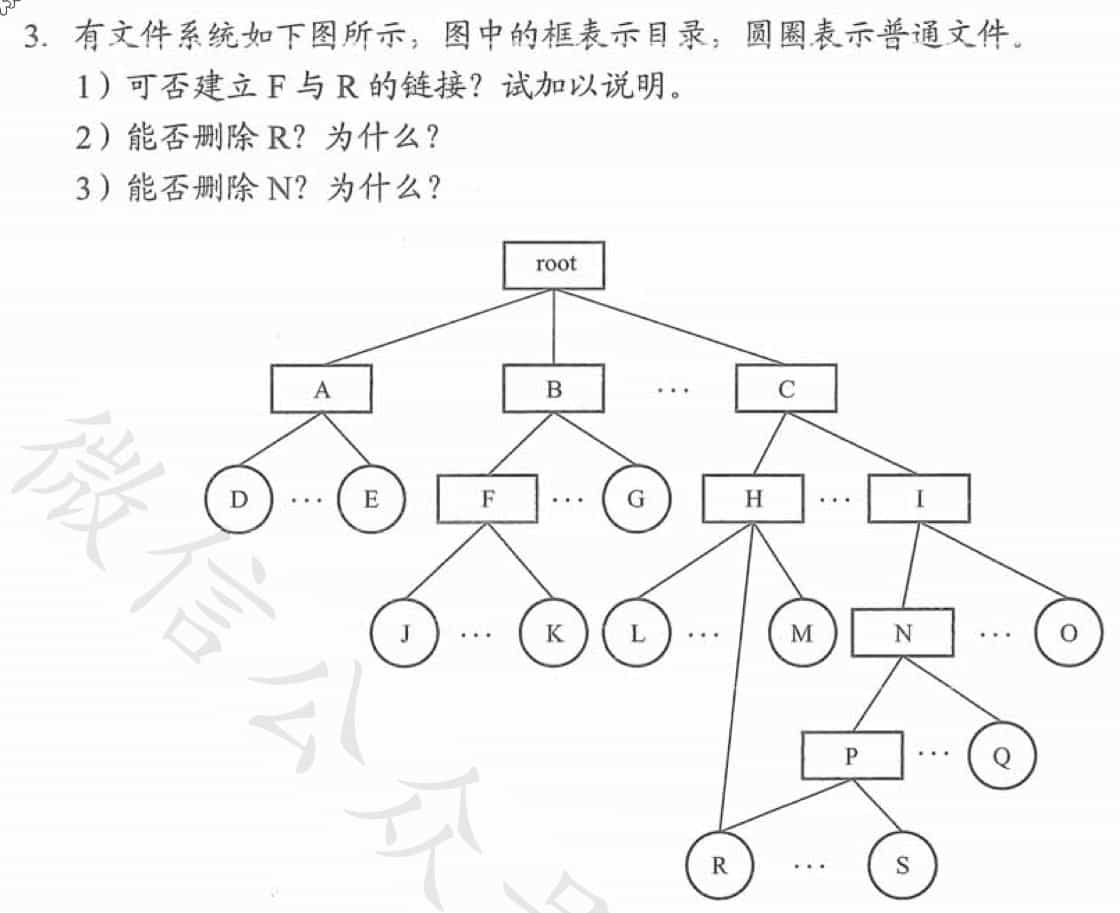 3. 有文件系统如下图所示，图中的框表示目录，圆圈表示普通文件。
1）可否建立 F 与 R 的链接？试加以说明。
2）能否删除 R？为什么？
3）能否删除 N？为什么？
root
A B ... C
D ... E F ... G H ... I
J ... K L ... M N ... O
P ... Q
R ... S
微信公众